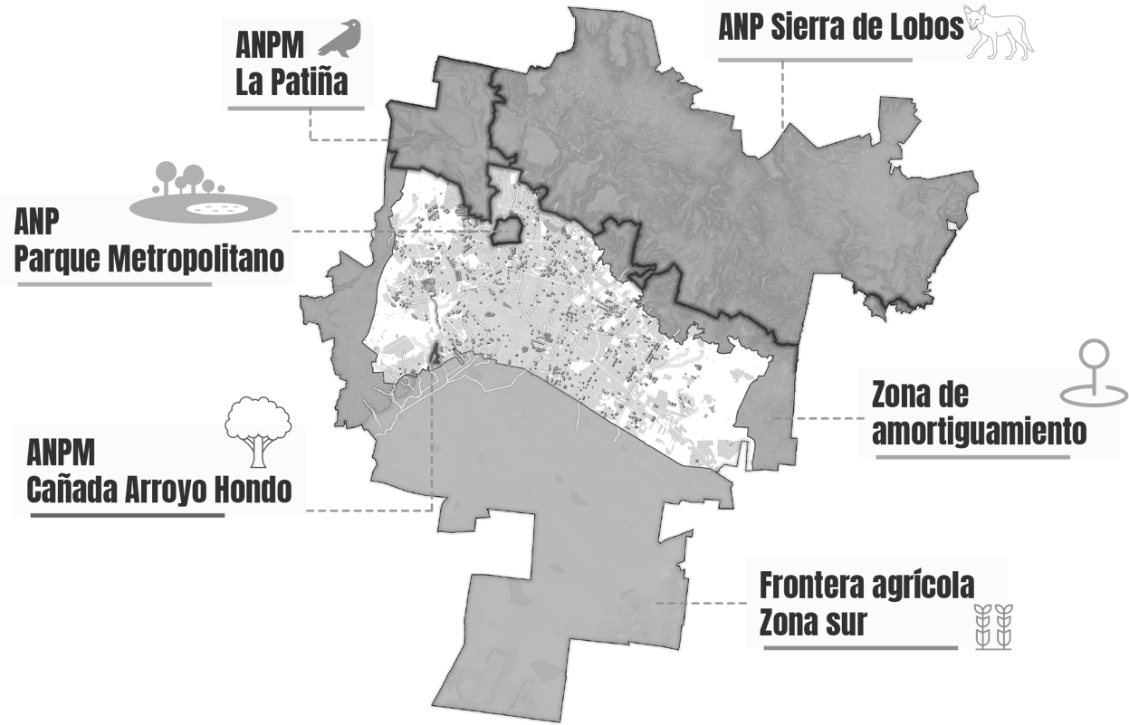 ANPM
La Patiña
ANP Sierra de Lobos
ANP
Parque Metropolitano
Zona de
amortiguamiento
ANPM
Cañada Arroyo Hondo
Frontera agrícola
Zona sur